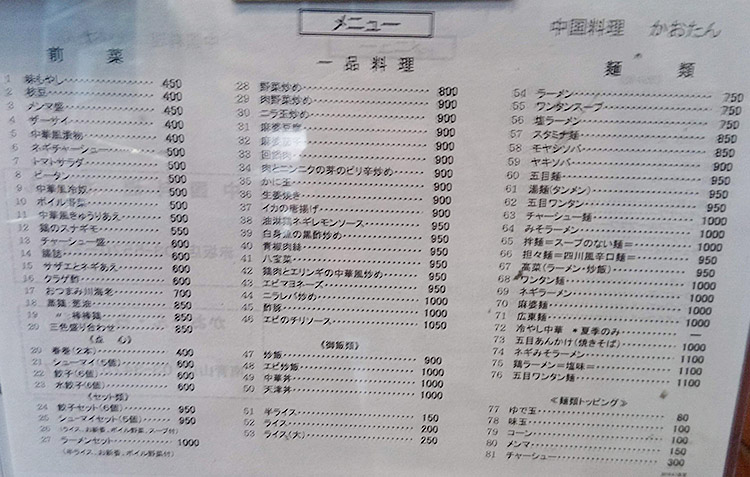 メニュー
中国料理 かおたん
前 菜
1 味もやし 450
2 枝豆 400
3 メンマ盛 450
4 ザーサイ 400
5 中華風漬物 400
6 ネギチャーシュー 500
7 トマトサラダ 500
8 ピータン 500
9 中華風冷奴 500
10 ボイル野菜 500
11 中華風きゅうりあえ 500
12 鶏のスナギモ 550
13 チャーシュー盛 600
14 腸詰 600
15 サザエとネギあえ 600
16 クラゲ酢 600
17 おつまみ川海老 700
18 蒸鶏 葱油 850
19 〃 棒棒鶏 850
20 三色盛り合わせ 850
《点 心》
20 春巻(2本) 400
21 シューマイ(5個) 600
22 餃子(6個) 600
23 水餃子(6個) 600
《セット類》
24 餃子セット(6個) 950
25 シューマイセット(5個) 950
26 (ライス、お新香、ボイル野菜、スープ付)
27 ラーメンセット 1000
(半ライス、お新香、ボイル野菜付)
一 品 料 理
28 野菜炒め 800
29 肉野菜炒め 900
30 ニラ玉炒め 900
31 麻婆豆腐 900
32 麻婆 900
33 回鍋肉 900
34 肉とニンニクの芽のピリ辛炒め 900
35 かに玉 900
36 生姜焼き 900
37 イカの唐揚げ 900
38 油淋鶏ネギレモンソース 950
39 白身魚の黒酢炒め 950
40 青椒肉絲 950
41 八宝菜 950
42 鶏肉とエリンギの中華風炒め 950
43 エビマヨネーズ 950
44 ニラレバ炒め 1000
45 酢豚 1000
46 エビのチリソース 1050
《御飯類》
47 炒飯 900
48 エビ炒飯 1000
49 中華丼 1000
50 天津丼 1000
51 半ライス 150
52 ライス 200
53 ライス(大) 250
麺 類
54 ラーメン 750
55 ワンタンスープ 750
56 塩ラーメン 750
57 スタミナ麺 850
58 モヤシソバ 850
59 ヤキソバ 900
60 五目麺 950
61 湯麺(タンメン) 950
62 五目ワンタン 950
63 チャーシュー麺 950
64 みそラーメン 950
65 拌麺=スープのない麺= 950
66 担々麺=四川風辛口麺= 950
67 高菜(ラーメン・炒飯) 950
68 ワンタン麺 1000
69 ネギラーメン 1000
70 麻婆麺 1000
71 広東麺 1000
72 冷やし中華 *夏季のみ ―
73 五目あんかけ(焼きそば) 1100
74 ネギみそラーメン 1100
75 鶏ラーメン=塩味= 1100
76 五目ワンタン麺 1100
≪麺類トッピング≫
77 ゆで玉 80
78 味玉 100
79 コーン 100
80 メンマ 150
81 チャーシュー 300